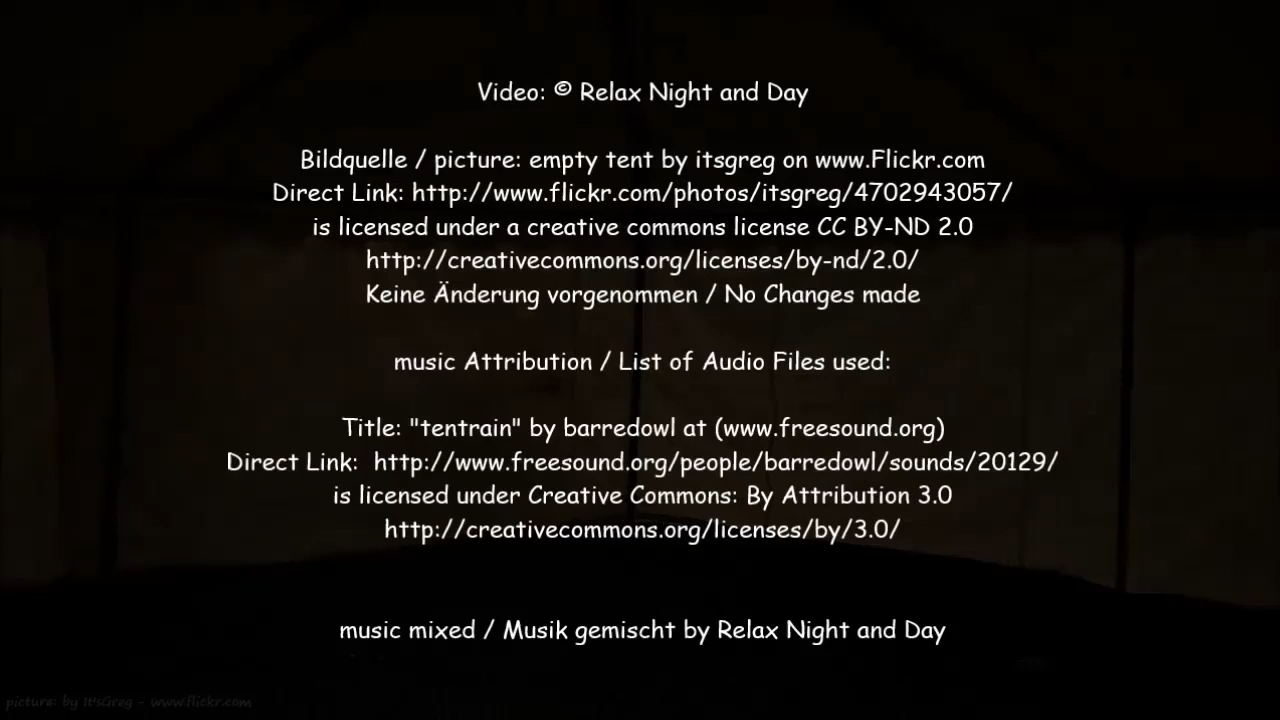 Video: © Relax Night and Day
Bildquelle / picture: empty tent by itsgreg on www.Flickr.com
Direct Link: http://www.flickr.com/photos/itsgreg/4702943057/
is licensed under a creative commons license CC BY-ND 2.0
http://creativecommons.org/licenses/by-nd/2.0/
Keine Änderung vorgenommen / No Changes made
music Attribution / List of Audio Files used:
Title: "tentrain" by barredowl at (www.freesound.org)
Direct Link: http://www.freesound.org/people/barredowl/sounds/20129/
is licensed under Creative Commons: By Attribution 3.0
http://creativecommons.org/licenses/by/3.0/
music mixed / Musik gemischt by Relax Night and Day
picture: by It'sGreg - www.flickr.com